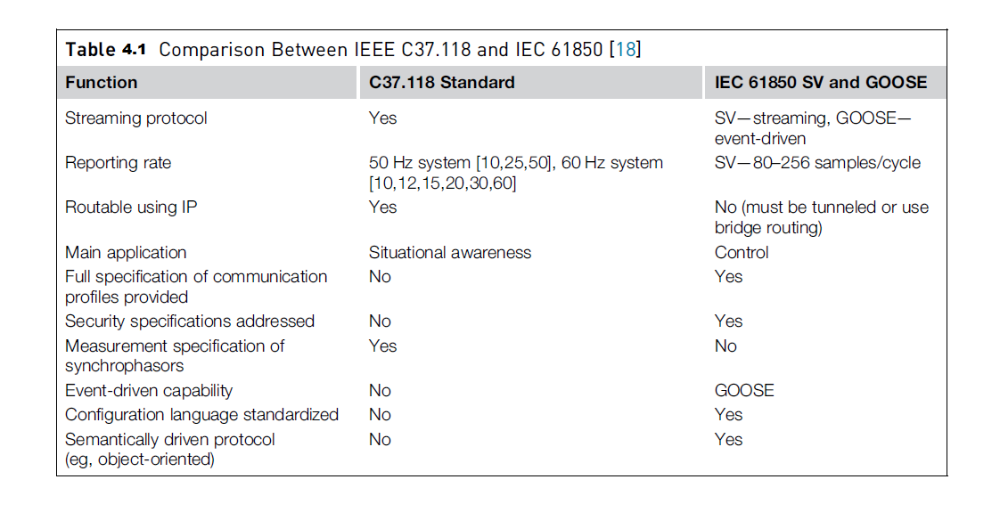 Table 4.1 Comparison Between IEEE C37.118 and IEC 61850 [18]
Function C37.118 Standard IEC 61850 SV and GOOSE
Streaming protocol Yes SV—streaming, GOOSE—
event-driven
Reporting rate 50 Hz system [10,25,50], 60 Hz system SV—80–256 samples/cycle
[10,12,15,20,30,60]
Routable using IP Yes No (must be tunneled or use
bridge routing)
Main application Situational awareness Control
Full specification of communication No Yes
profiles provided
Security specifications addressed No Yes
Measurement specification of Yes No
synchrophasors
Event-driven capability No GOOSE
Configuration language standardized No Yes
Semantically driven protocol No Yes
(eg, object-oriented)